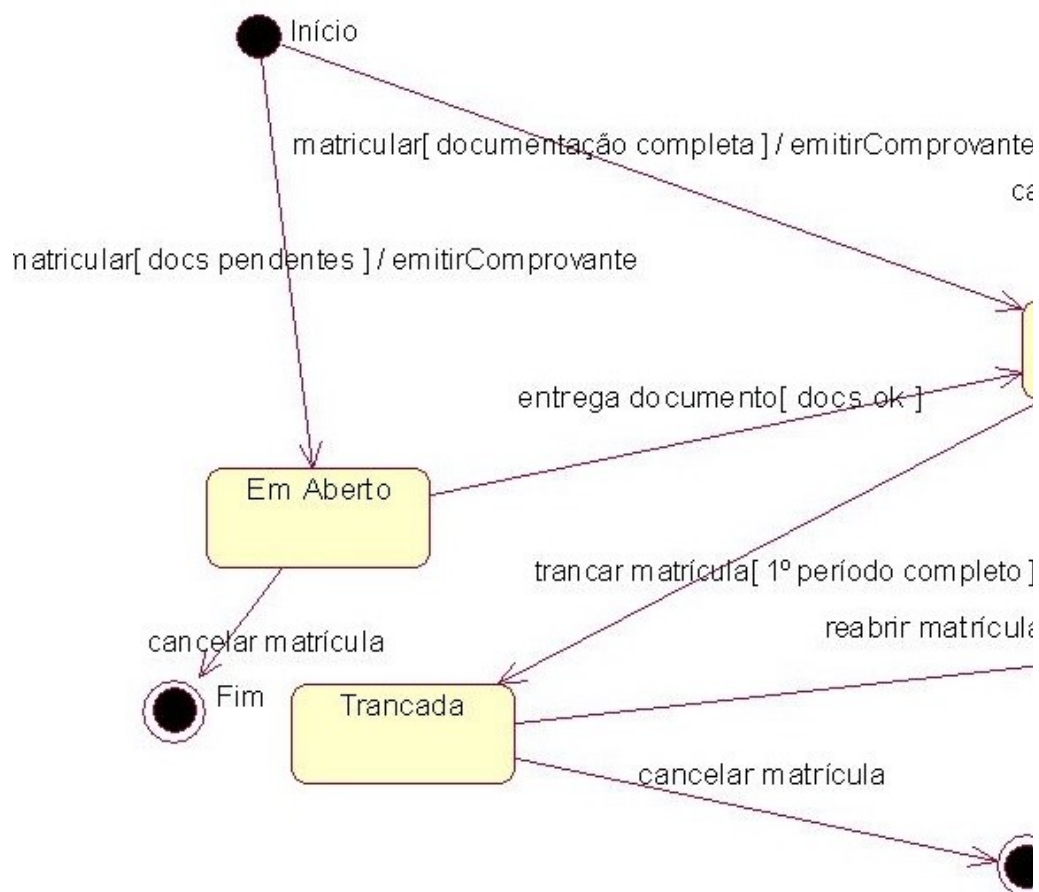 Início
matricular[ documentação completa ] / emitirComprovante
ca
natricular[ docs pendentes ] / emitirComprovante
entrega documento[ docs ok ]
Em Aberto
trancar matrícula[ 1º período completo ]
reabrir matrícula
cancelar matrícula
Fim
Trancada
cancelar matrícula